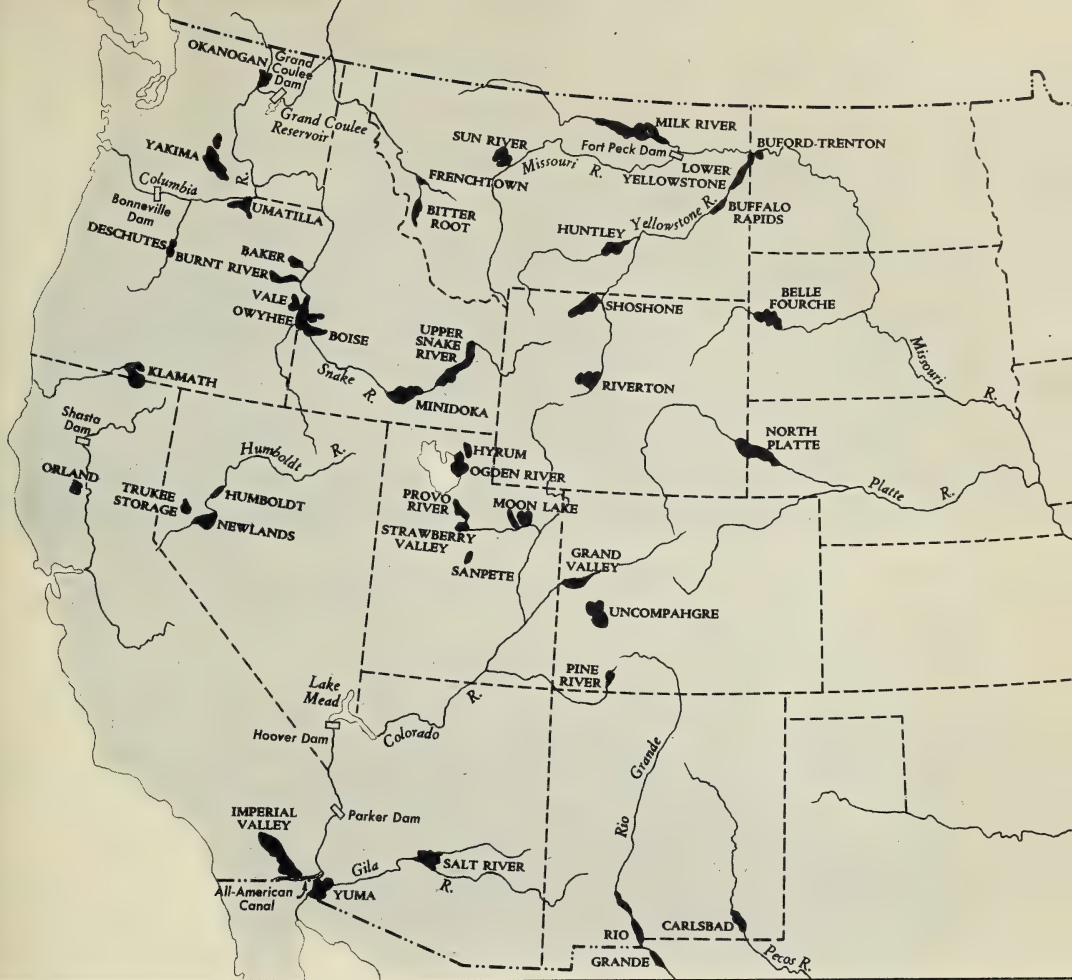 OKANOGAN
Grand
Coulee
Dam
Grand Coulee
Reservoir
YAKIMA
Columbia
R.
Bonneville
Dam
UMATILLA
DESCHUTES
BAKER
BURNT RIVER
VALE
OWYHEE
BOISE
SUN RIVER
MILK RIVER
Fort Peck Dam
Missouri
R.
LOWER
YELLOWSTONE
BUFORD-TRENTON
FRENCHTOWN
BITTER
ROOT
BUFFALO
RAPIDS
Yellowstone R.
HUNTLEY
SHOSHONE
BELLE
FOURCHE
UPPER
SNAKE
RIVER
Snake
R.
MINIDOKA
RIVERTON
Missouri
R.
KLAMATH
Shasta
Dam
ORLAND
Humboldt
R.
TRUKEE
STORAGE
HUMBOLDT
NEWLANDS
HYRUM
OGDEN RIVER
PROVO
RIVER
MOON LAKE
STRAWBERRY
VALLEY
SANPETE
NORTH
PLATTE
Platte
R.
GRAND
VALLEY
UNCOMPAHGRE
PINE
RIVER
Lake
Mead
Hoover Dam
Colorado
R.
Parker Dam
IMPERIAL
VALLEY
All-American
Canal
YUMA
Gila
R.
SALT RIVER
Rio
Grande
RIO
GRANDE
CARLSBAD
Pecos R.